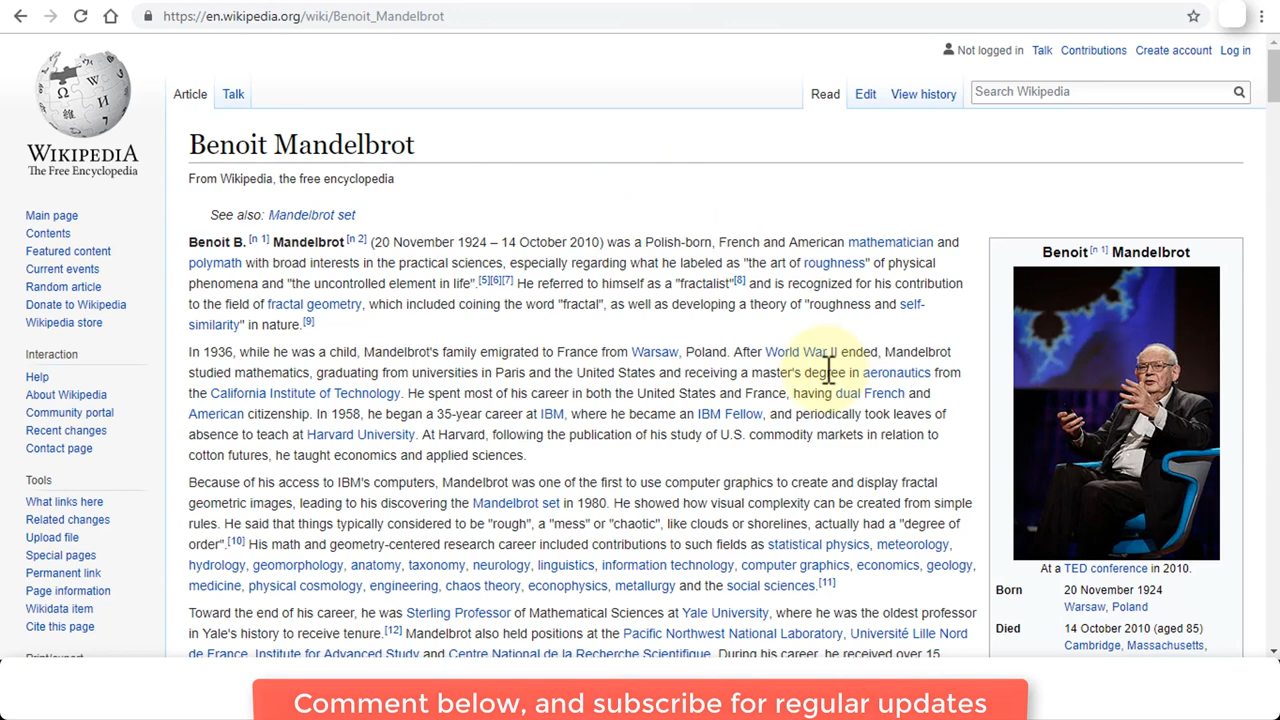 https://en.wikipedia.org/wiki/Benoit_Mandelbrot
Not logged in Talk Contributions Create account Log in
Article Talk Read Edit View history Search Wikipedia
WIKIPEDIA
The Free Encyclopedia
Main page
Contents
Featured content
Current events
Random article
Donate to Wikipedia
Wikipedia store
Interaction
Help
About Wikipedia
Community portal
Recent changes
Contact page
Tools
What links here
Related changes
Upload file
Special pages
Permanent link
Page information
Wikidata item
Cite this page
Print/export
Benoit Mandelbrot
From Wikipedia, the free encyclopedia
See also: Mandelbrot set
Benoit B. [n 1] Mandelbrot [n 2] (20 November 1924 – 14 October 2010) was a Polish-born, French and American mathematician and
polymath with broad interests in the practical sciences, especially regarding what he labeled as "the art of roughness" of physical
phenomena and "the uncontrolled element in life".[5][6][7] He referred to himself as a "fractalist"[8] and is recognized for his contribution
to the field of fractal geometry, which included coining the word "fractal", as well as developing a theory of "roughness and self-
similarity" in nature.[9]
In 1936, while he was a child, Mandelbrot's family emigrated to France from Warsaw, Poland. After World War II ended, Mandelbrot
studied mathematics, graduating from universities in Paris and the United States and receiving a master's degree in aeronautics from
the California Institute of Technology. He spent most of his career in both the United States and France, having dual French and
American citizenship. In 1958, he began a 35-year career at IBM, where he became an IBM Fellow, and periodically took leaves of
absence to teach at Harvard University. At Harvard, following the publication of his study of U.S. commodity markets in relation to
cotton futures, he taught economics and applied sciences.
Because of his access to IBM's computers, Mandelbrot was one of the first to use computer graphics to create and display fractal
geometric images, leading to his discovering the Mandelbrot set in 1980. He showed how visual complexity can be created from simple
rules. He said that things typically considered to be "rough", a "mess" or "chaotic", like clouds or shorelines, actually had a "degree of
order".[10] His math and geometry-centered research career included contributions to such fields as statistical physics, meteorology,
hydrology, geomorphology, anatomy, taxonomy, neurology, linguistics, information technology, computer graphics, economics, geology,
medicine, physical cosmology, engineering, chaos theory, econophysics, metallurgy and the social sciences.[11]
Toward the end of his career, he was Sterling Professor of Mathematical Sciences at Yale University, where he was the oldest professor
in Yale's history to receive tenure.[12] Mandelbrot also held positions at the Pacific Northwest National Laboratory, Université Lille Nord
de France, Institute for Advanced Study and Centre National de la Recherche Scientifique. During his career, he received over 15
Benoit [n 1] Mandelbrot
At a TED conference in 2010.
Born 20 November 1924
Warsaw, Poland
Died 14 October 2010 (aged 85)
Cambridge, Massachusetts,
Comment below, and subscribe for regular updates